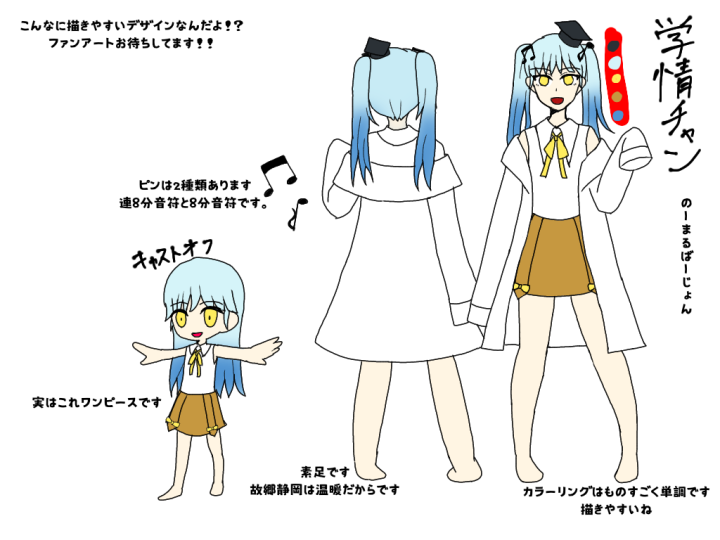 こんなに描きやすいデザインなんだよ!?
ファンアートお待ちしてます!!
学情チャン
のーまるばーじょん
ピンは2種類あります
連8分音符と8分音符です。
キャストオフ
実はこれワンピースです
素足です
故郷静岡は温暖だからです
カラーリングはものすごく単調です
描きやすいね